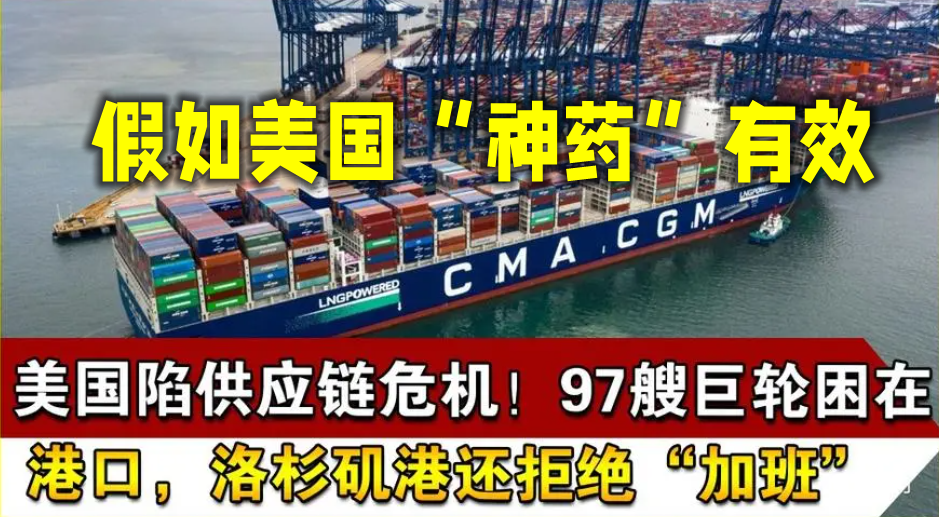 假如美国“神药”有效
CMA CGM
LNGPOWERED
LNGPOWERED
美国陷供应链危机！97艘巨轮困在
港口，洛杉矶港还拒绝“加班”